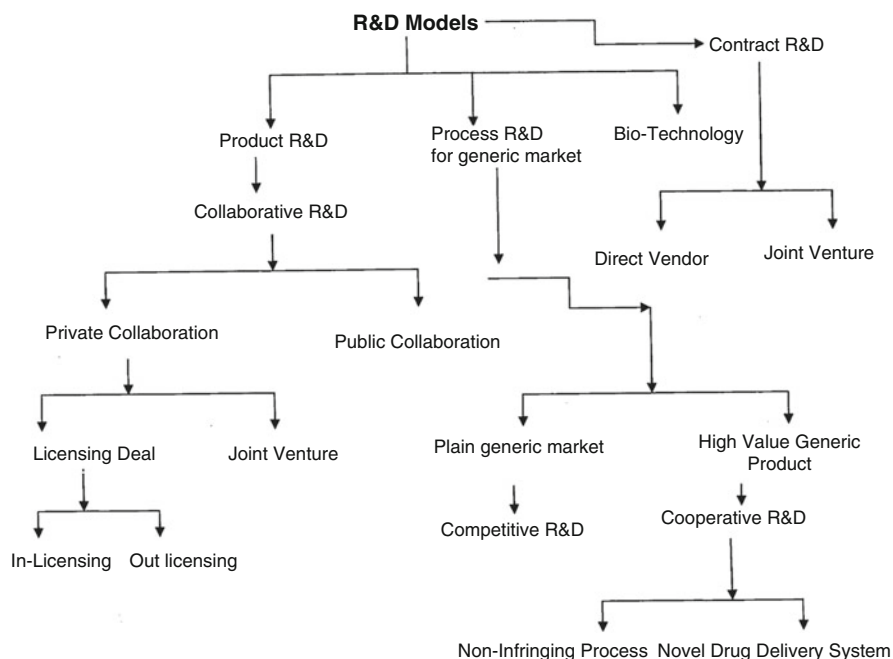 R&D Models
Contract R&D
Product R&D
Process R&D
for generic market
Bio-Technology
Collaborative R&D
Direct Vendor
Joint Venture
Private Collaboration
Public Collaboration
Licensing Deal
Joint Venture
Plain generic market
High Value Generic
Product
Competitive R&D
Cooperative R&D
In-Licensing
Out licensing
Non-Infringing Process
Novel Drug Delivery System